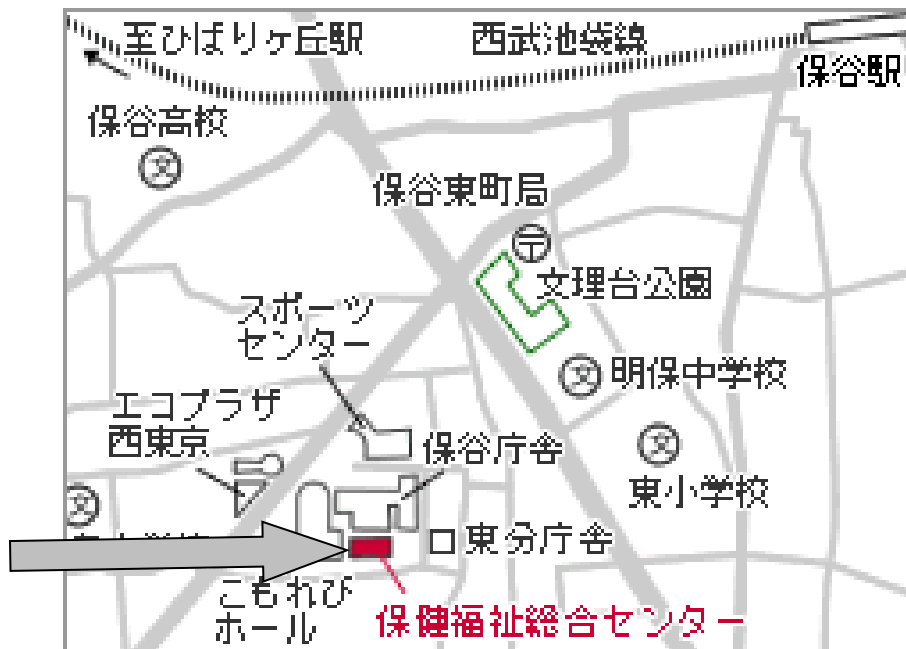 至ひばりヶ丘駅
西武池袋線
保谷駅
保谷高校
文
保谷東町局
〒
文理台公園
スポーツ
センター
文
明保中学校
エコプラザ
西東京
保谷庁舎
文
東小学校
文
東分庁舎
こもれび
ホール
保健福祉総合センター